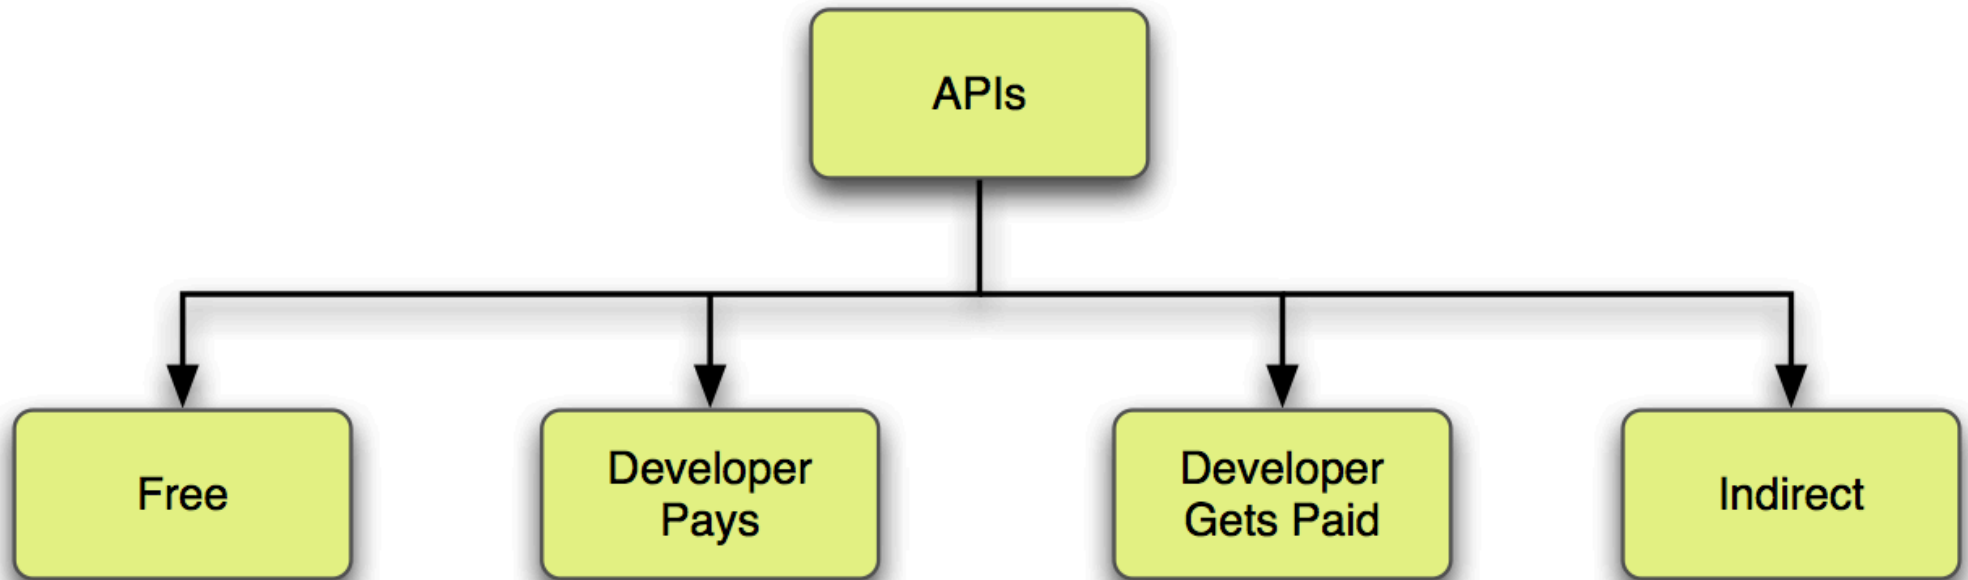 APIs
Free
Developer
Pays
Developer
Gets Paid
Indirect